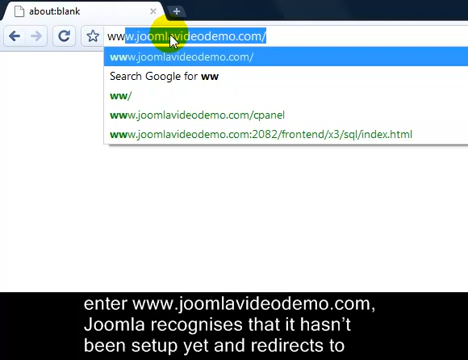 about:blank
www.joomlavideodemo.com/
www.joomlavideodemo.com/
Search Google for ww
ww/
www.joomlavideodemo.com/cpanel
www.joomlavideodemo.com:2082/frontend/x3/sql/index.html
enter www.joomlavideodemo.com,
Joomla recognises that it hasn't
been setup yet and redirects to